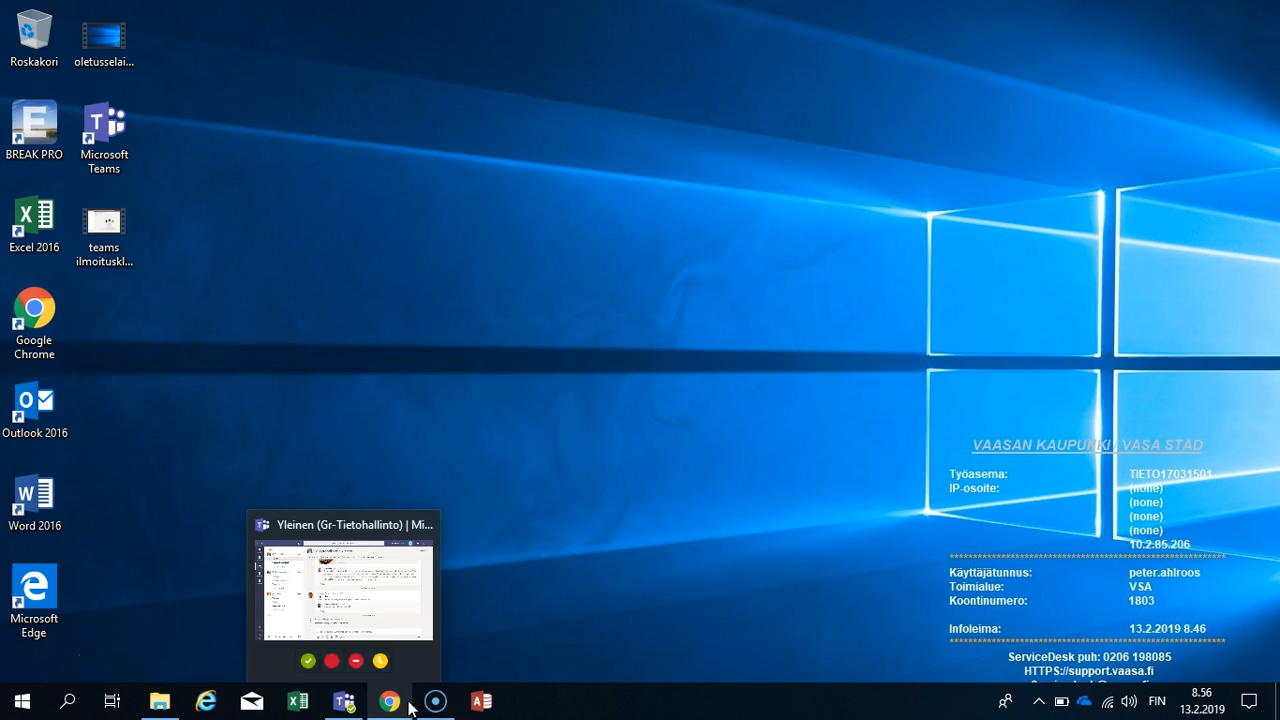 Roskakori
oletusselai...
BREAK PRO
Microsoft
Teams
Excel 2016
teams
ilmoituskl...
Google
Chrome
Outlook 2016
Word 2016
Microsoft
Edge
VAASAN KAUPUNKI / VASA STAD
Työasema: TIETO17031501
IP-osoite: (none)
(none)
(none)
(none)
10.2.65.206
Käyttäjätunnus: peter.ahlroos
Toimialue: VSA
Koontinumero: 1803
Infoleima: 13.2.2019 8.46
ServiceDesk puh: 0206 198085
HTTPS://support.vaasa.fi
Yleinen (Gr-Tietohallinto) | Mi...
FIN
8.56
13.2.2019